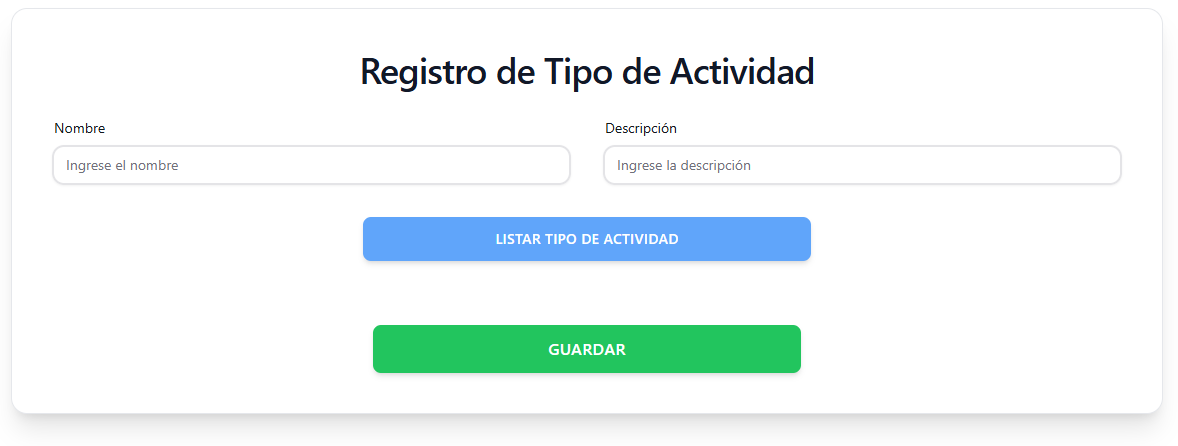 Registro de Tipo de Actividad
Nombre
Descripción
Ingrese el nombre
Ingrese la descripción
LISTAR TIPO DE ACTIVIDAD
GUARDAR